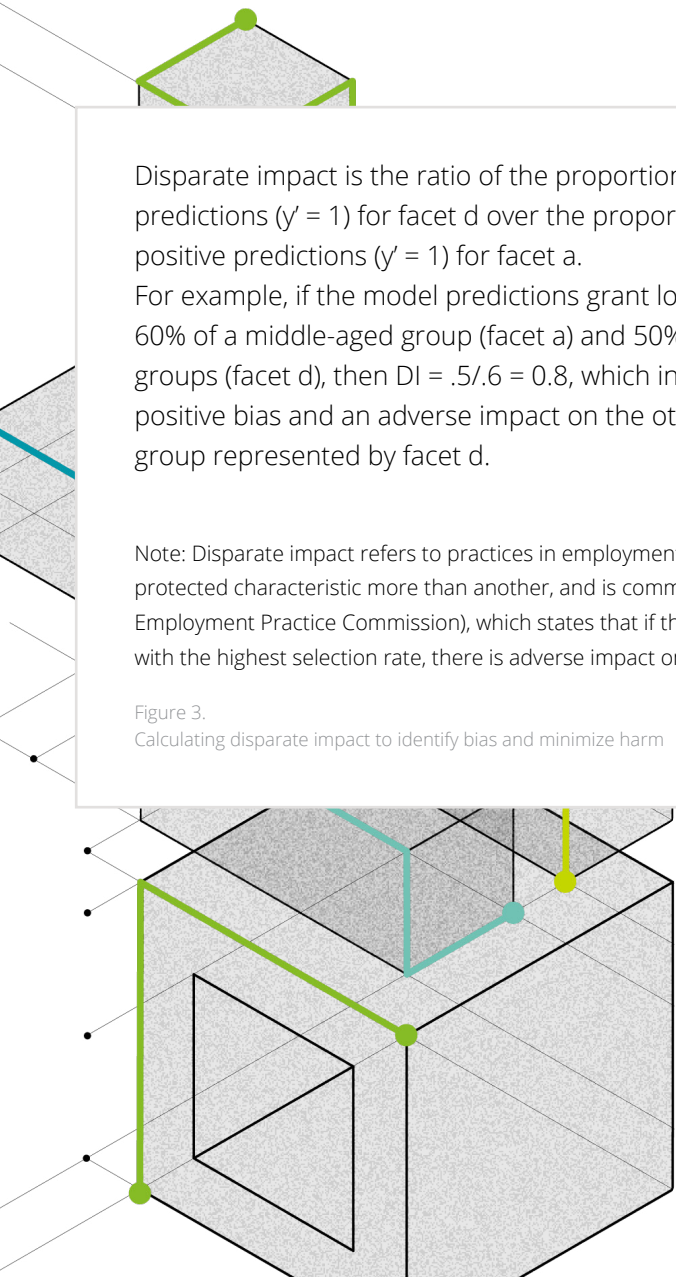 Disparate impact is the ratio of the proportion
predictions (y’ = 1) for facet d over the propor
positive predictions (y’ = 1) for facet a.
For example, if the model predictions grant lo
60% of a middle-aged group (facet a) and 50%
groups (facet d), then DI = .5/.6 = 0.8, which in
positive bias and an adverse impact on the ot
group represented by facet d.
Note: Disparate impact refers to practices in employment
protected characteristic more than another, and is comm
Employment Practice Commission), which states that if th
with the highest selection rate, there is adverse impact o
Figure 3.
Calculating disparate impact to identify bias and minimize harm